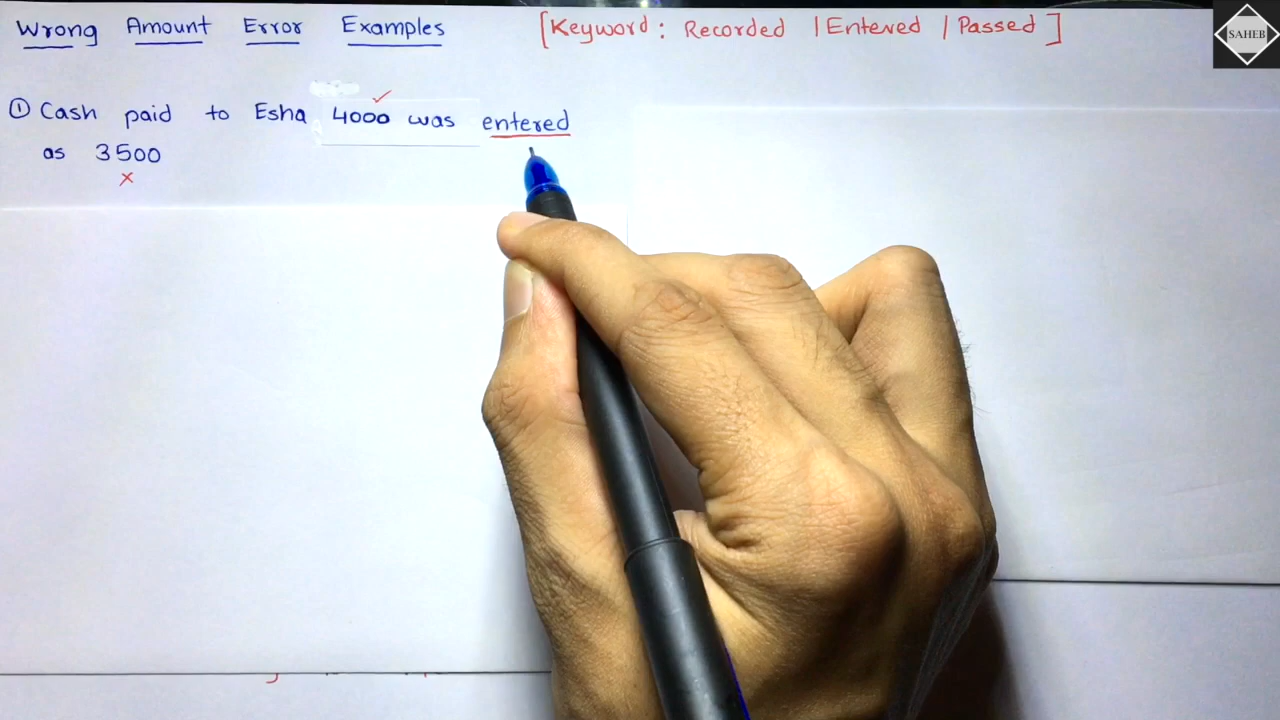 Wrong Amount Error Examples [Keyword: Recorded | Entered | Passed]
SAHEB
① Cash paid to Esha 4000 was entered
as 3500